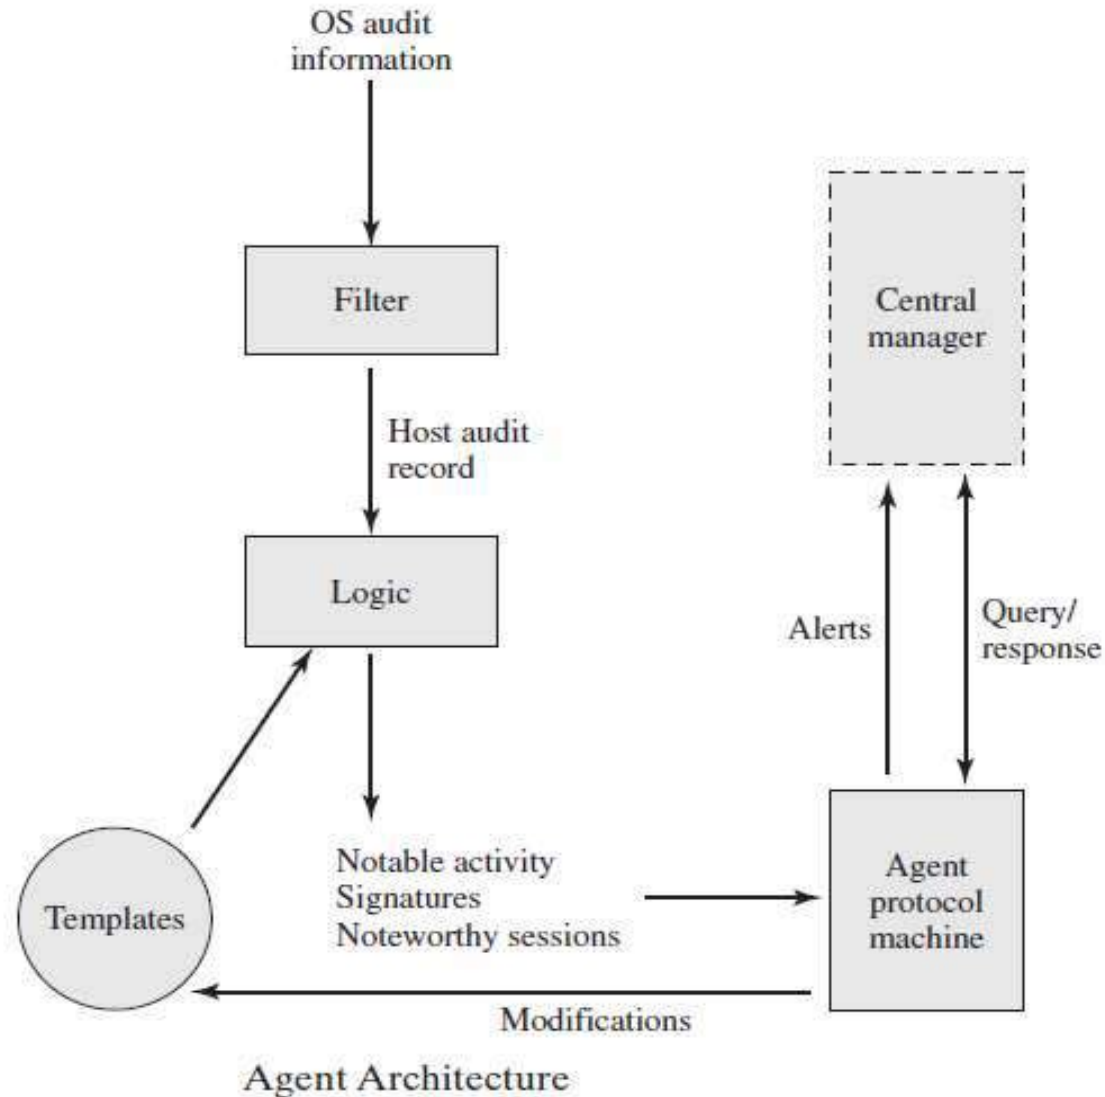 OS audit
information
Filter
Central
manager
Host audit
record
Logic
Alerts
Query/
response
Templates
Notable activity
Signatures
Noteworthy sessions
Agent
protocol
machine
Modifications
Agent Architecture